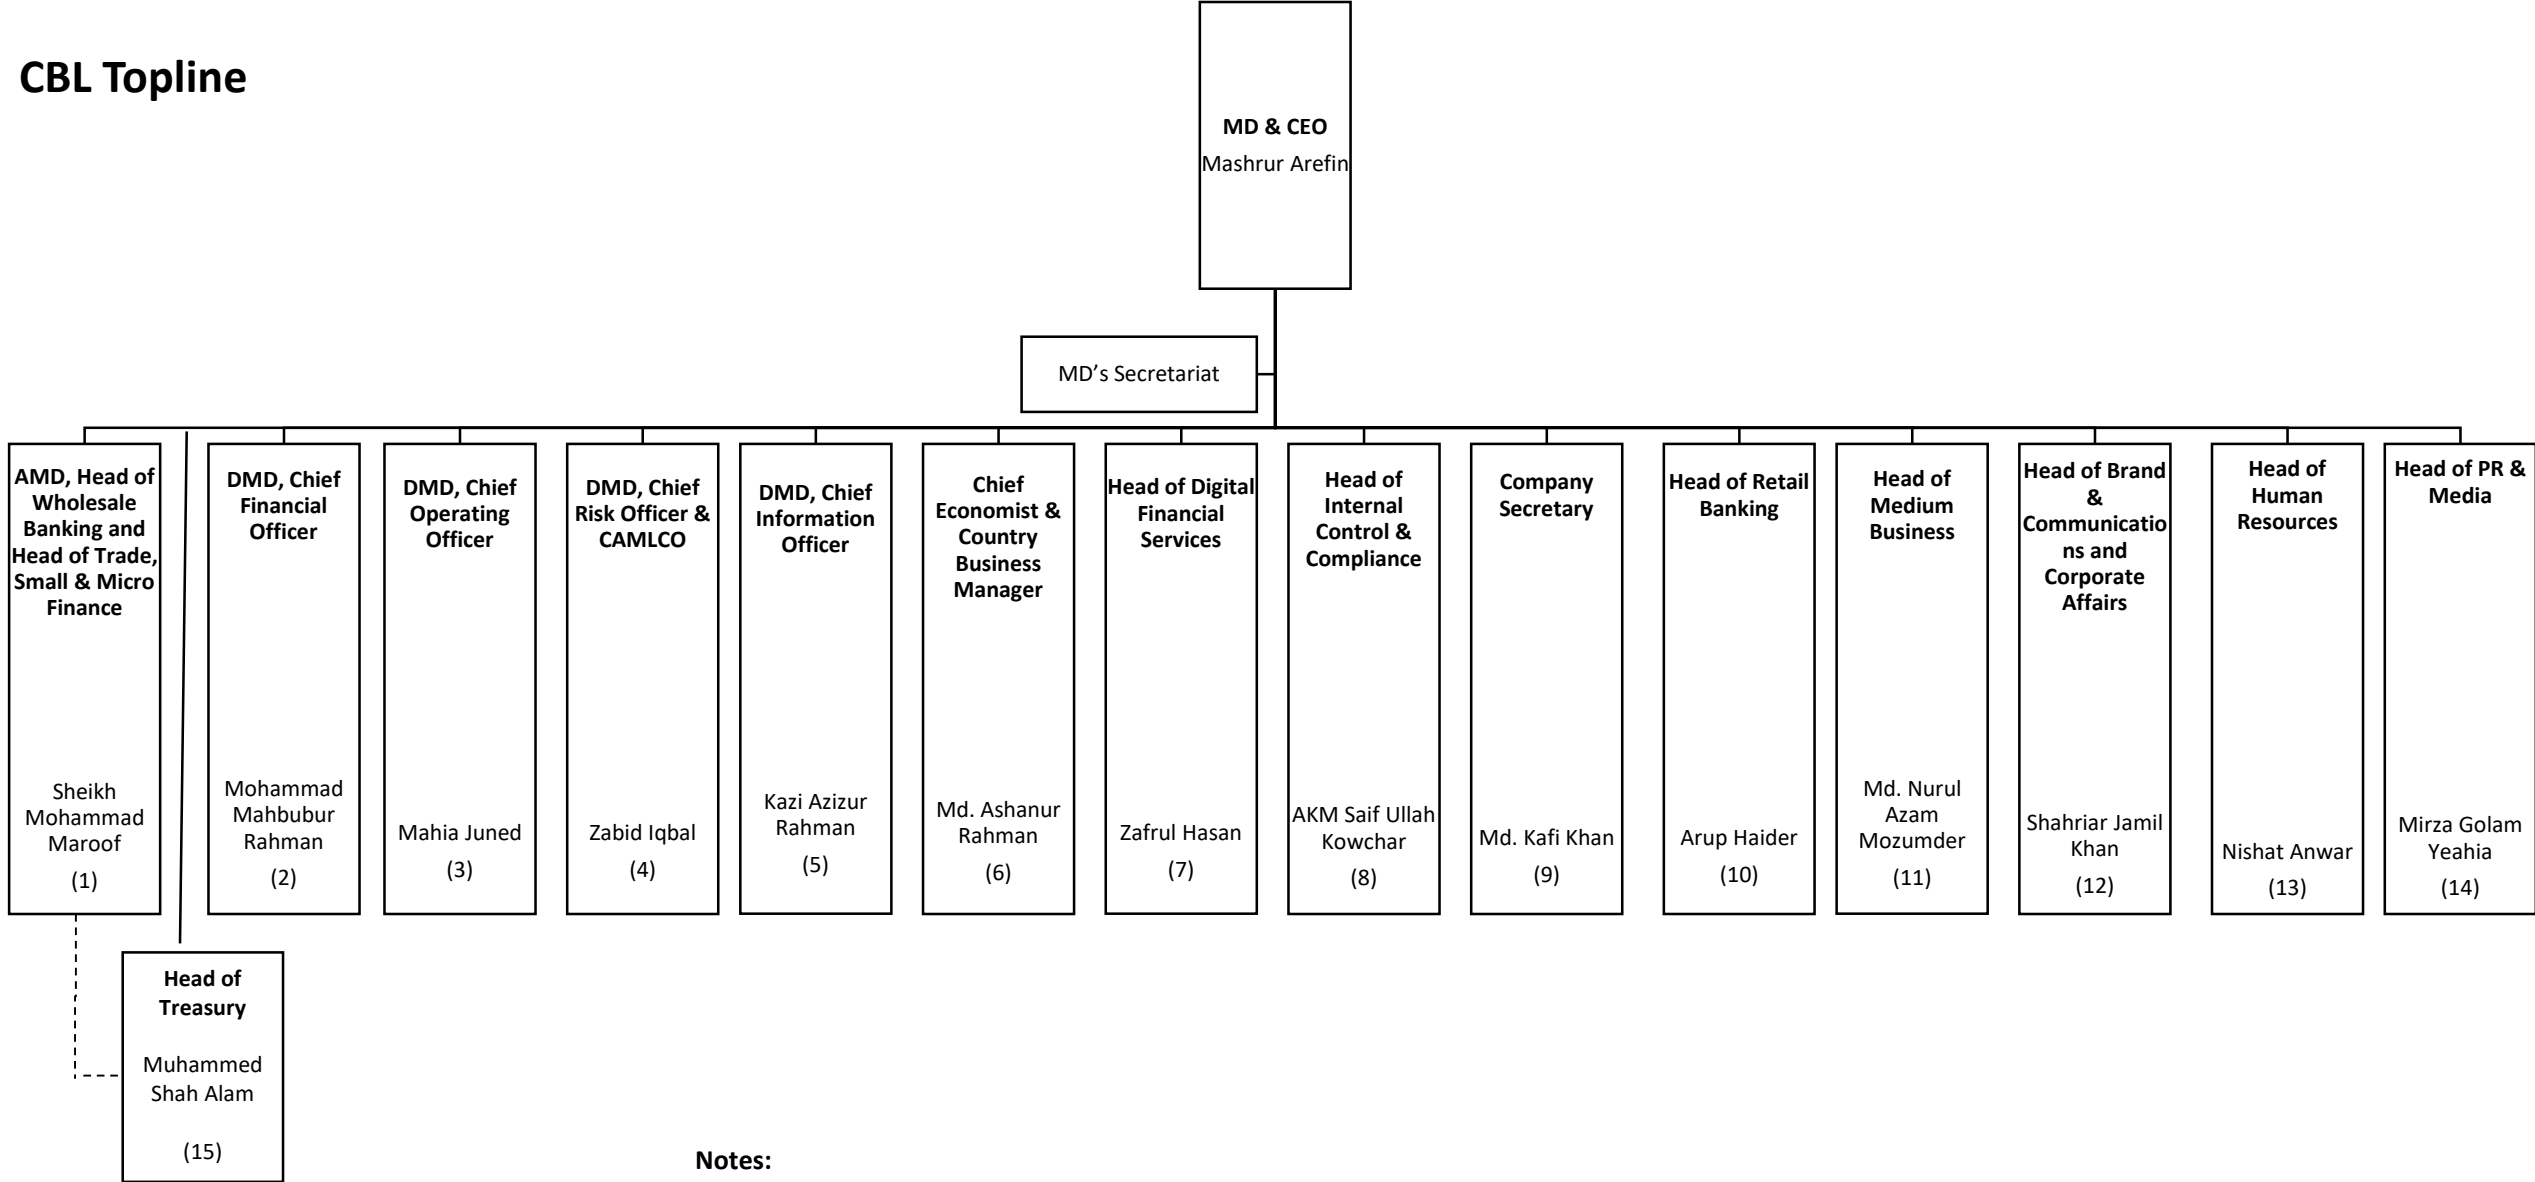 CBL Topline
MD & CEO
Mashrur Arefin
MD’s Secretariat
AMD, Head of
Wholesale
Banking and
Head of Trade,
Small & Micro
Finance
Sheikh
Mohammad
Maroof
(1)
DMD, Chief
Financial
Officer
Mohammad
Mahbubur
Rahman
(2)
DMD, Chief
Operating
Officer
Mahia Juned
(3)
DMD, Chief
Risk Officer &
CAMLCO
Zabid Iqbal
(4)
DMD, Chief
Information
Officer
Kazi Azizur
Rahman
(5)
Chief
Economist &
Country
Business
Manager
Md. Ashanur
Rahman
(6)
Head of Digital
Financial
Services
Zafrul Hasan
(7)
Head of
Internal
Control &
Compliance
AKM Saif Ullah
Kowchar
(8)
Company
Secretary
Md. Kafi Khan
(9)
Head of Retail
Banking
Arup Haider
(10)
Head of
Medium
Business
Md. Nurul
Azam
Mozumder
(11)
Head of Brand
&
Communicatio
ns and
Corporate
Affairs
Shahriar Jamil
Khan
(12)
Head of
Human
Resources
Nishat Anwar
(13)
Head of PR &
Media
Mirza Golam
Yeahia
(14)
Head of
Treasury
Muhammed
Shah Alam
(15)
Notes: